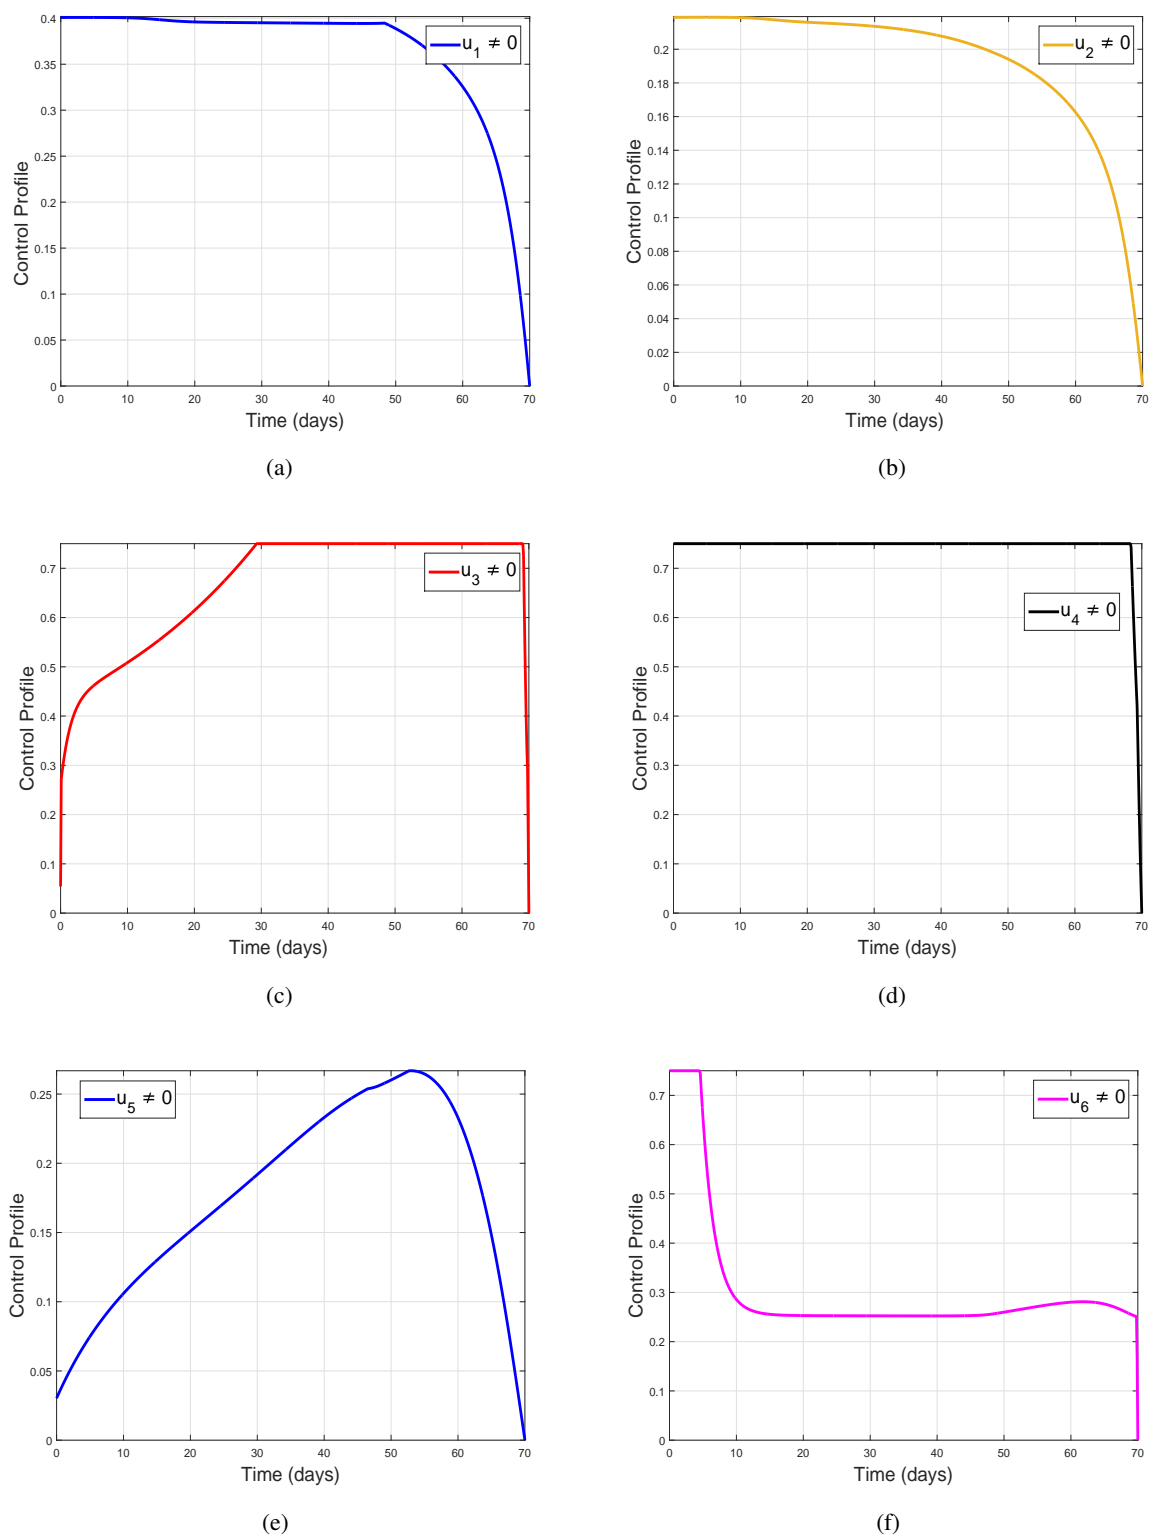 0.4
0.35
0.3
0.25
0.2
0.15
0.1
0.05
0
Control Profile
u1 ≠ 0
0 10 20 30 40 50 60 70
Time (days)
(a)
0.2
0.18
0.16
0.14
0.12
0.1
0.08
0.06
0.04
0.02
0
Control Profile
u2 ≠ 0
0 10 20 30 40 50 60 70
Time (days)
(b)
0.7
0.6
0.5
0.4
0.3
0.2
0.1
0
Control Profile
u3 ≠ 0
0 10 20 30 40 50 60 70
Time (days)
(c)
0.7
0.6
0.5
0.4
0.3
0.2
0.1
0
Control Profile
u4 ≠ 0
0 10 20 30 40 50 60 70
Time (days)
(d)
0.25
0.2
0.15
0.1
0.05
0
Control Profile
u5 ≠ 0
0 10 20 30 40 50 60 70
Time (days)
(e)
0.7
0.6
0.5
0.4
0.3
0.2
0.1
0
Control Profile
u6 ≠ 0
0 10 20 30 40 50 60 70
Time (days)
(f)